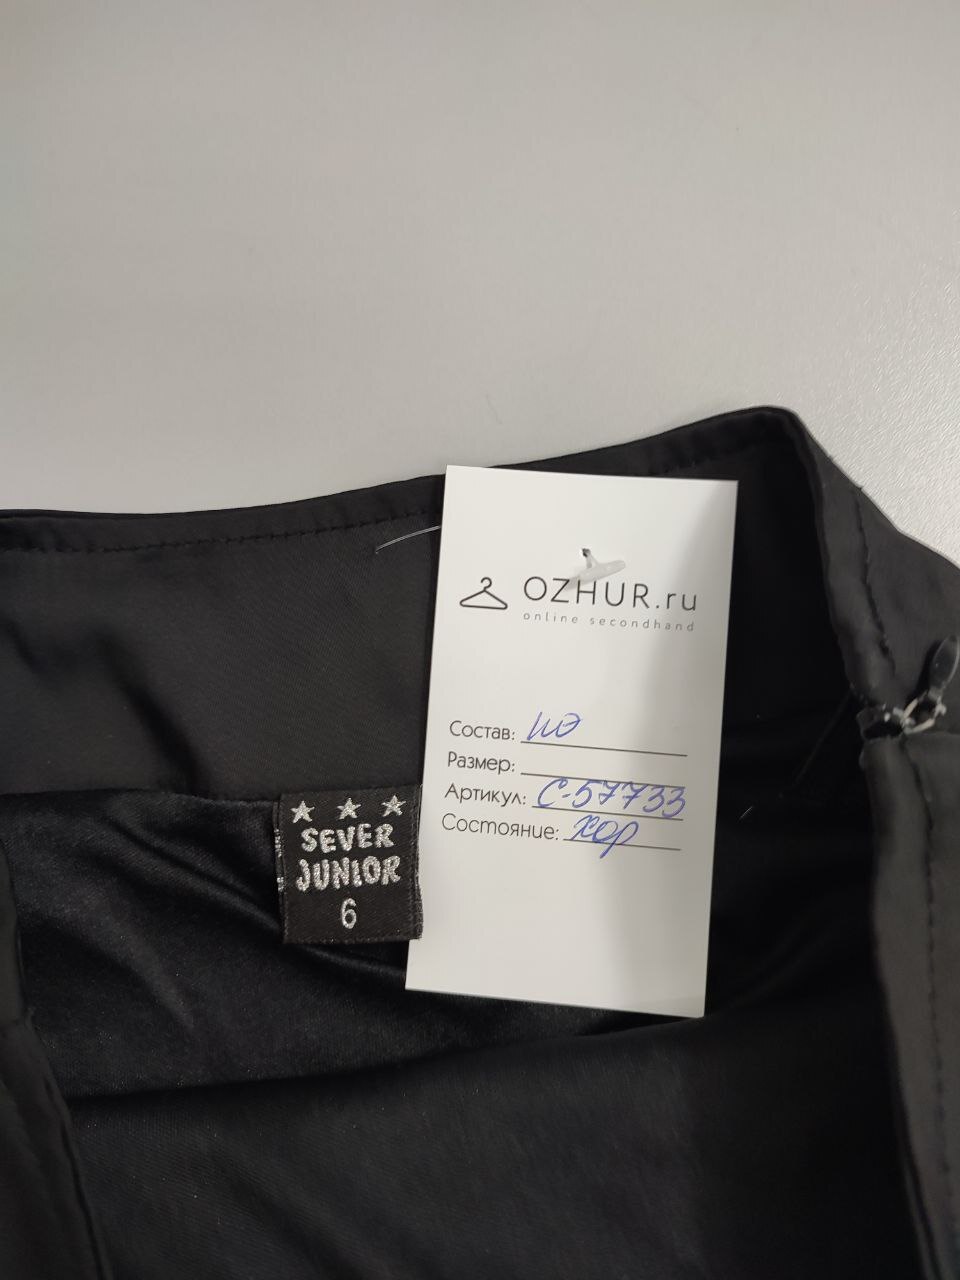 OZHUR.ru
online secondhand
Состав: пэ
Размер:
Артикул: С-57733
Состояние: хор
SEVER
JUNIOR
6